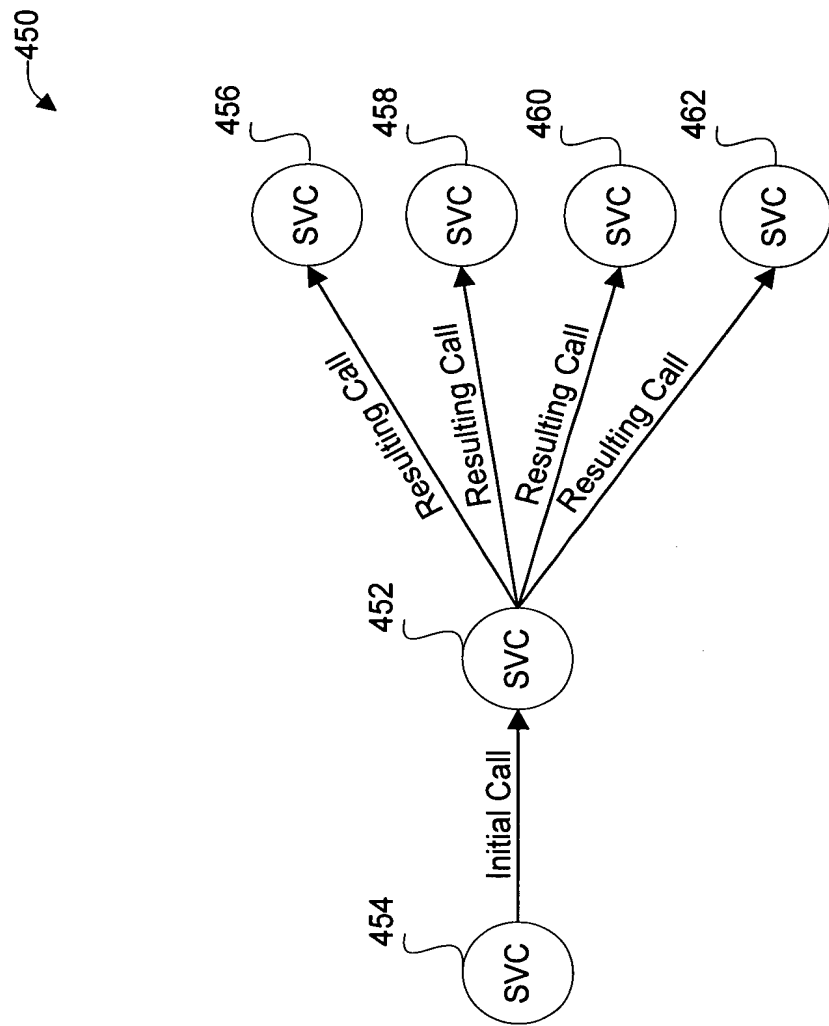 450
456
SVC
458
SVC
460
SVC
462
SVC
Resulting Call
Resulting Call
Resulting Call
Resulting Call
452
SVC
Initial Call
454
SVC